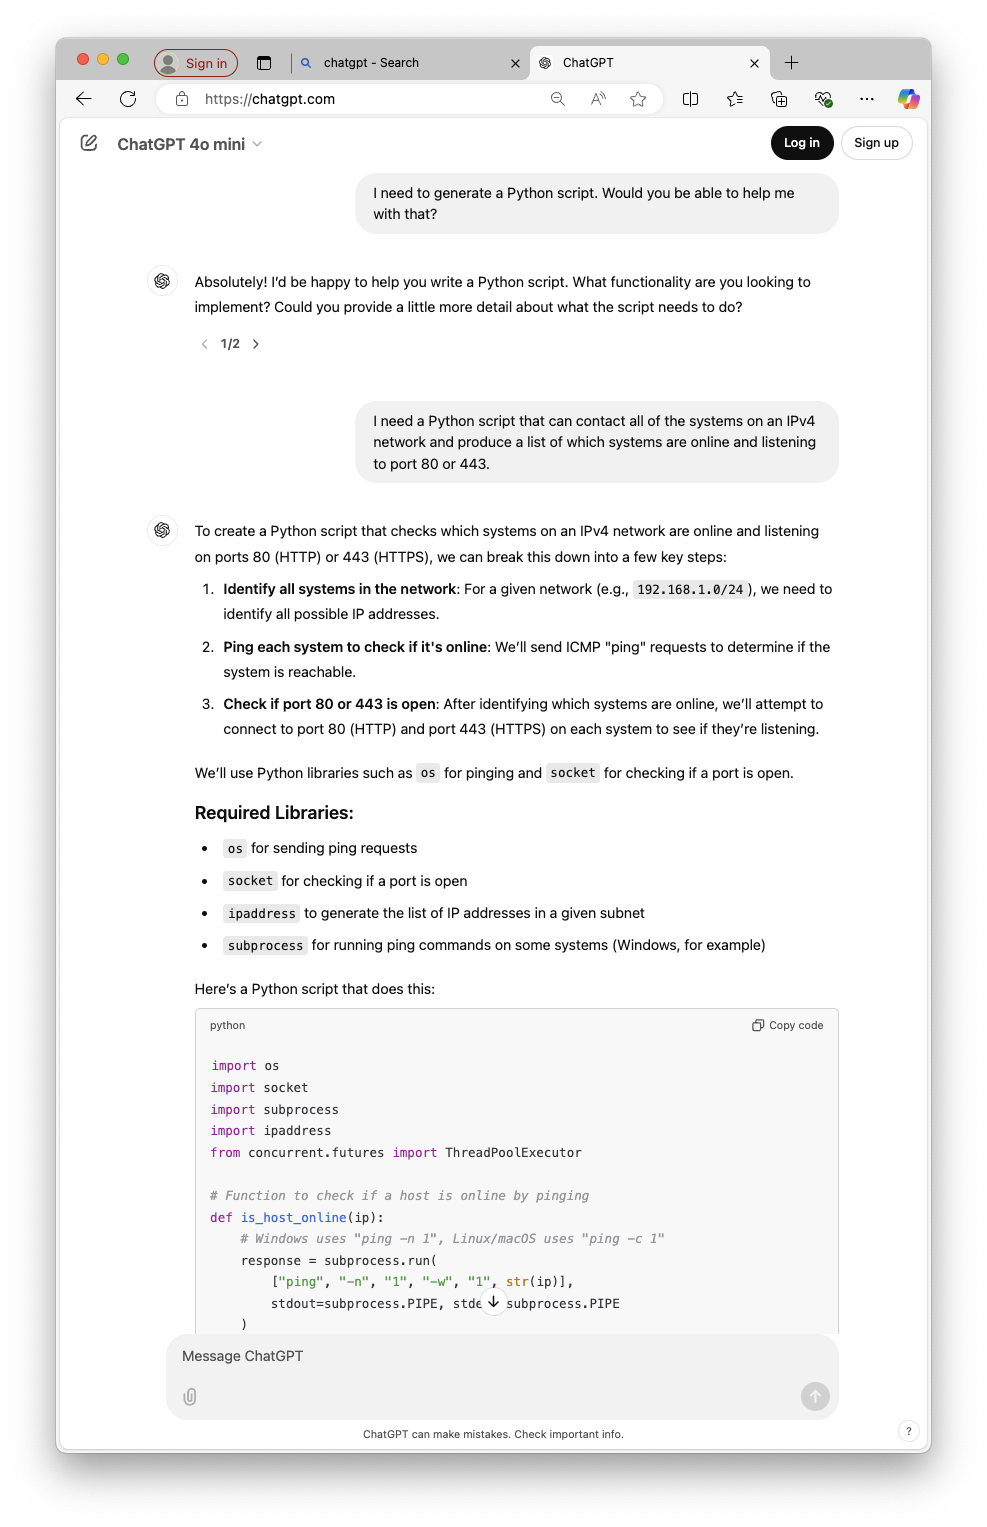 Sign in
chatgpt - Search
ChatGPT
https://chatgpt.com
ChatGPT 4o mini
Log in
Sign up
I need to generate a Python script. Would you be able to help me
with that?
Absolutely! I'd be happy to help you write a Python script. What functionality are you looking to
implement? Could you provide a little more detail about what the script needs to do?
1/2
I need a Python script that can contact all of the systems on an IPv4
network and produce a list of which systems are online and listening
to port 80 or 443.
To create a Python script that checks which systems on an IPv4 network are online and listening
on ports 80 (HTTP) or 443 (HTTPS), we can break this down into a few key steps:
1. Identify all systems in the network: For a given network (e.g., 192.168.1.0/24), we need to
identify all possible IP addresses.
2. Ping each system to check if it's online: We'll send ICMP "ping" requests to determine if the
system is reachable.
3. Check if port 80 or 443 is open: After identifying which systems are online, we'll attempt to
connect to port 80 (HTTP) and port 443 (HTTPS) on each system to see if they're listening.
We'll use Python libraries such as os for pinging and socket for checking if a port is open.
Required Libraries:
• os for sending ping requests
• socket for checking if a port is open
• ipaddress to generate the list of IP addresses in a given subnet
• subprocess for running ping commands on some systems (Windows, for example)
Here's a Python script that does this:
python
Copy code
import os
import socket
import subprocess
import ipaddress
from concurrent.futures import ThreadPoolExecutor
# Function to check if a host is online by pinging
def is_host_online(ip):
# Windows uses "ping -n 1", Linux/macOS uses "ping -c 1"
response = subprocess.run(
["ping", "-n", "1", "-w", "1", str(ip)],
stdout=subprocess.PIPE, stde subprocess.PIPE
)
Message ChatGPT
ChatGPT can make mistakes. Check important info.
?